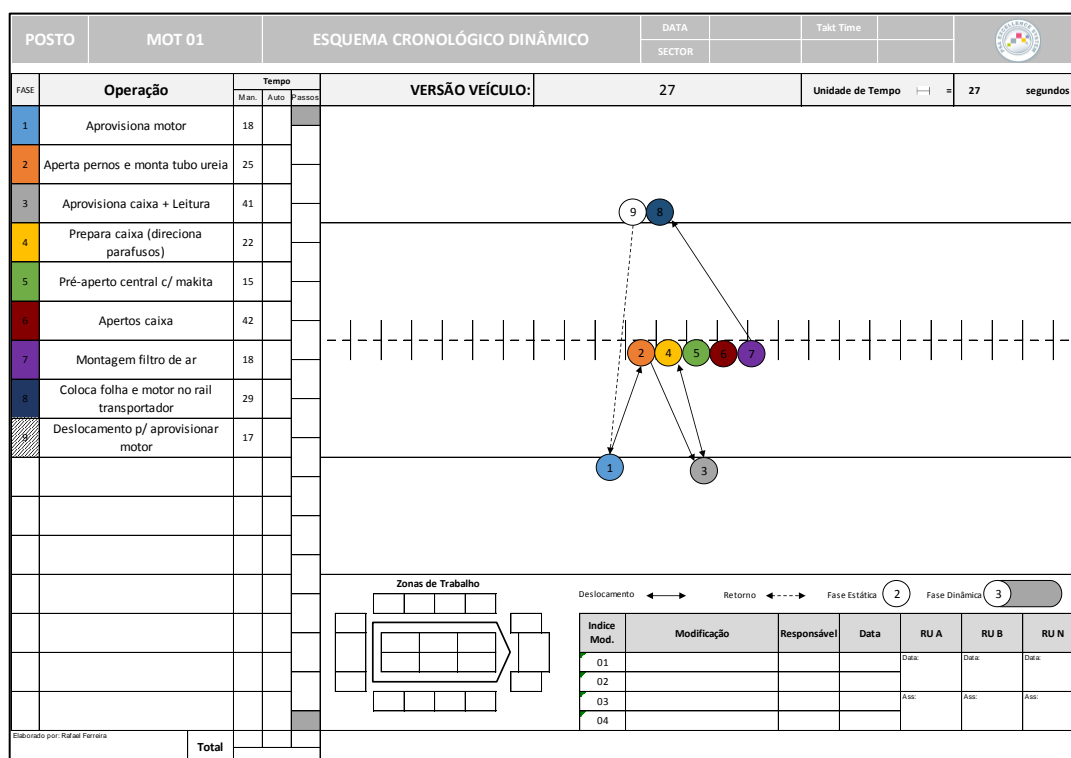 POSTO
MOT 01
ESQUEMA CRONOLÓGICO DINÂMICO
DATA
Takt Time
SECTOR
FASE
Operação
Tempo
Man.
Auto
Passos
VERSÃO VEÍCULO:
27
Unidade de Tempo
=
27
segundos
1
Aprovisiona motor
18
2
Aperta pernos e monta tubo ureia
25
3
Aprovisiona caixa + Leitura
41
4
Prepara caixa (direciona
parafusos)
22
5
Pré-aperto central c/ makita
15
6
Apertos caixa
42
7
Montagem filtro de ar
18
8
Coloca folha e motor no rail
transportador
29
9
Deslocamento p/ aprovisionar
motor
17
9
8
2
4
5
6
7
1
3
Zonas de Trabalho
Deslocamento
Retorno
Fase Estática
2
Fase Dinâmica
3
Indice
Mod.
Modificação
Responsável
Data
RU A
RU B
RU N
01
Data:
Data:
Data:
02
03
Ass:
Ass:
Ass:
04
Elaborado por: Rafael Ferreira
Total